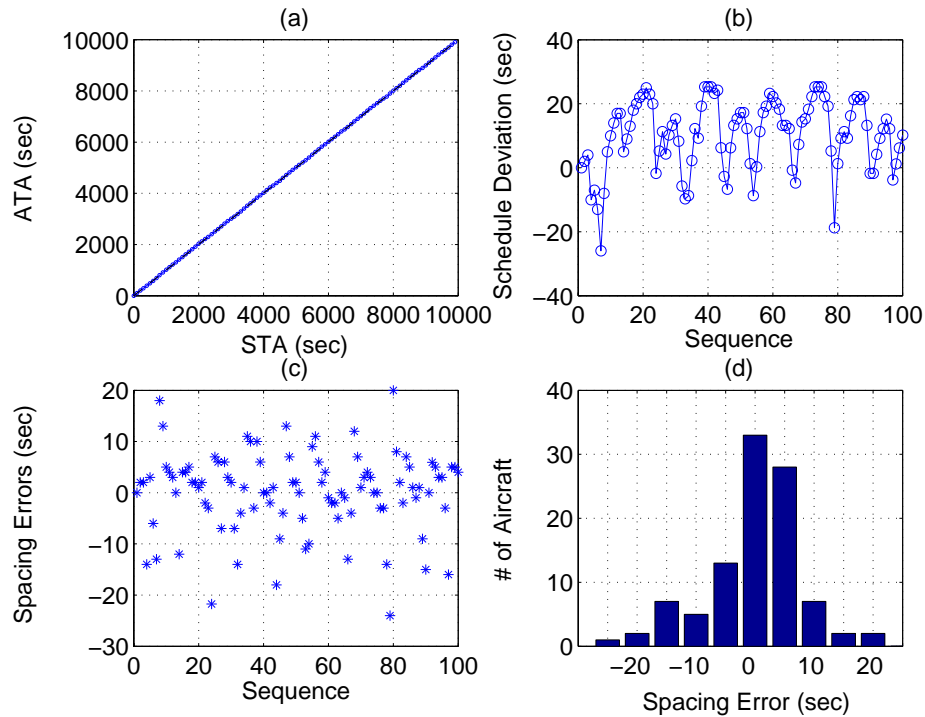 (a)
10000
8000
6000
4000
2000
0
ATA (sec)
0 2000 4000 6000 8000 10000
STA (sec)
(b)
40
20
0
−20
−40
Schedule Deviation (sec)
0 20 40 60 80 100
Sequence
(c)
20
10
0
−10
−20
−30
Spacing Errors (sec)
0 20 40 60 80 100
Sequence
(d)
40
30
20
10
0
# of Aircraft
−20 −10 0 10 20
Spacing Error (sec)